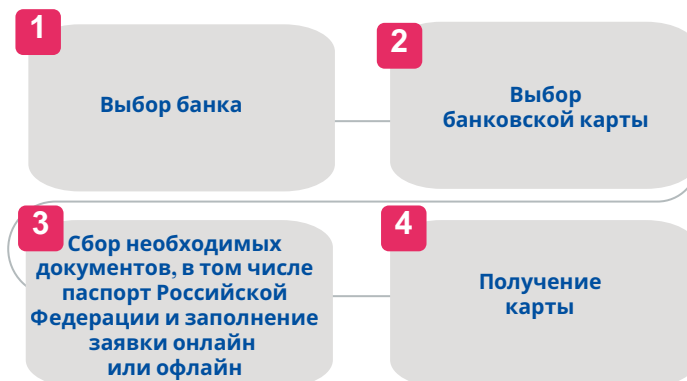 1
Выбор банка
2
Выбор
банковской карты
3
Сбор необходимых
документов, в том числе
паспорт Российской
Федерации и заполнение
заявки онлайн
или офлайн
4
Получение
карты